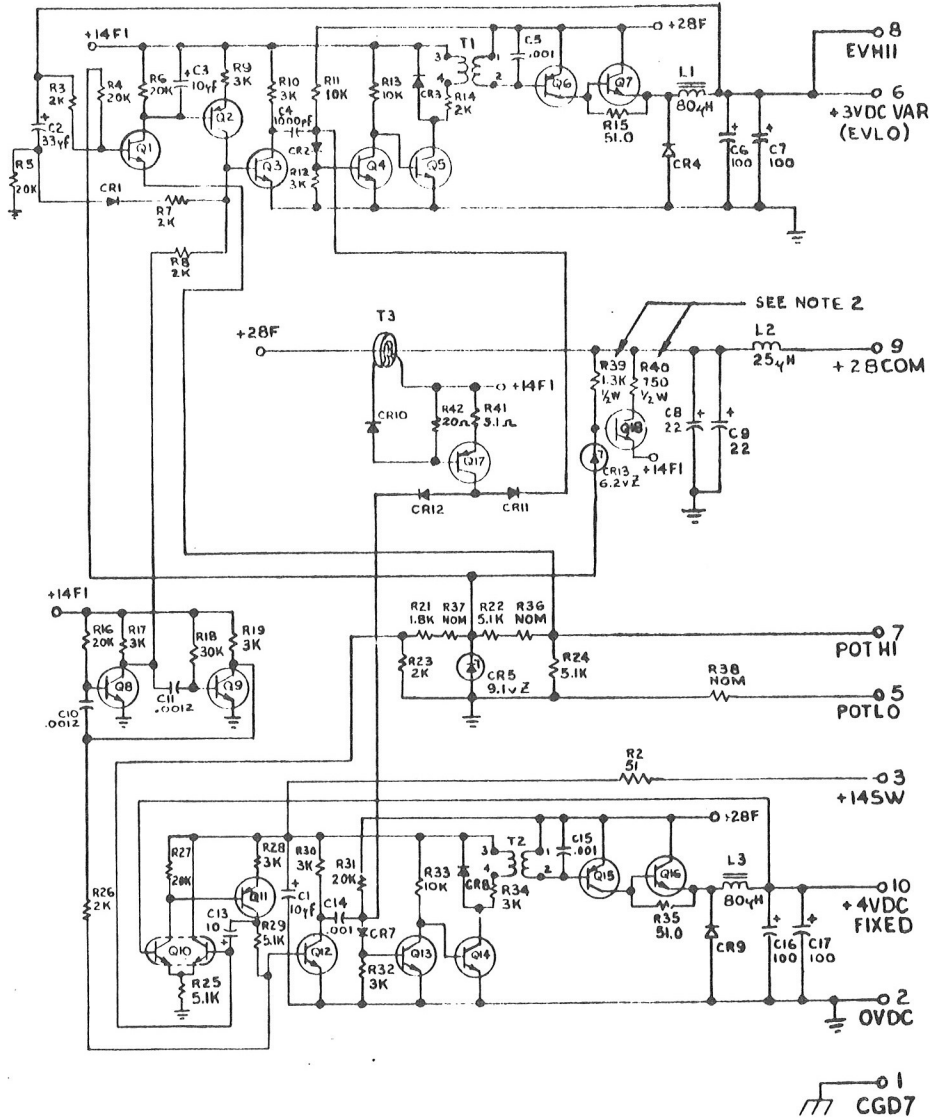 +14F1
R3
2K
R4
20K
R6
20K
C3
10µf
R9
3K
R10
3K
C4
1000pf
R11
10K
R13
10K
T1
3
4
1
2
C5
.001
+28F
Q6
Q7
R15
51.0
L1
80µH
8
EVHI1
6
+3VDC VAR
(EVLO)
C2
33µf
R5
20K
Q1
Q2
Q3
CR2
R12
3K
Q4
Q5
CR3
R14
2K
CR4
C6
100
C7
100
CR1
R7
2K
R8
2K
SEE NOTE 2
T3
+28F
+14F1
CR10
R42
20Ω
R41
5.1Ω
Q17
CR12
CR11
R39
1.3K
½W
R40
750
½W
Q18
+14F1
CR13
6.2VZ
C8
22
C9
22
L2
25µH
9
+28COM
+14F1
R16
20K
R17
3K
R18
30K
R19
3K
Q8
Q9
C10
.0012
C11
.0012
R21
1.8K
R37
NOM
R22
5.1K
R36
NOM
R23
2K
CR5
9.1VZ
R24
5.1K
R38
NOM
7
POT HI
5
POTLO
R2
51
3
+14SW
R26
2K
R27
20K
R28
3K
Q11
C13
10
R29
5.1K
Q10
R25
5.1K
C1
10µf
R30
3K
C14
.001
R31
20K
CR7
R32
3K
Q12
Q13
R33
10K
Q14
CR8
R34
3K
T2
3
4
1
2
C15
.001
+28F
Q15
Q16
R35
51.0
L3
80µH
CR9
C16
100
C17
100
10
+4VDC
FIXED
2
0VDC
1
CGD7